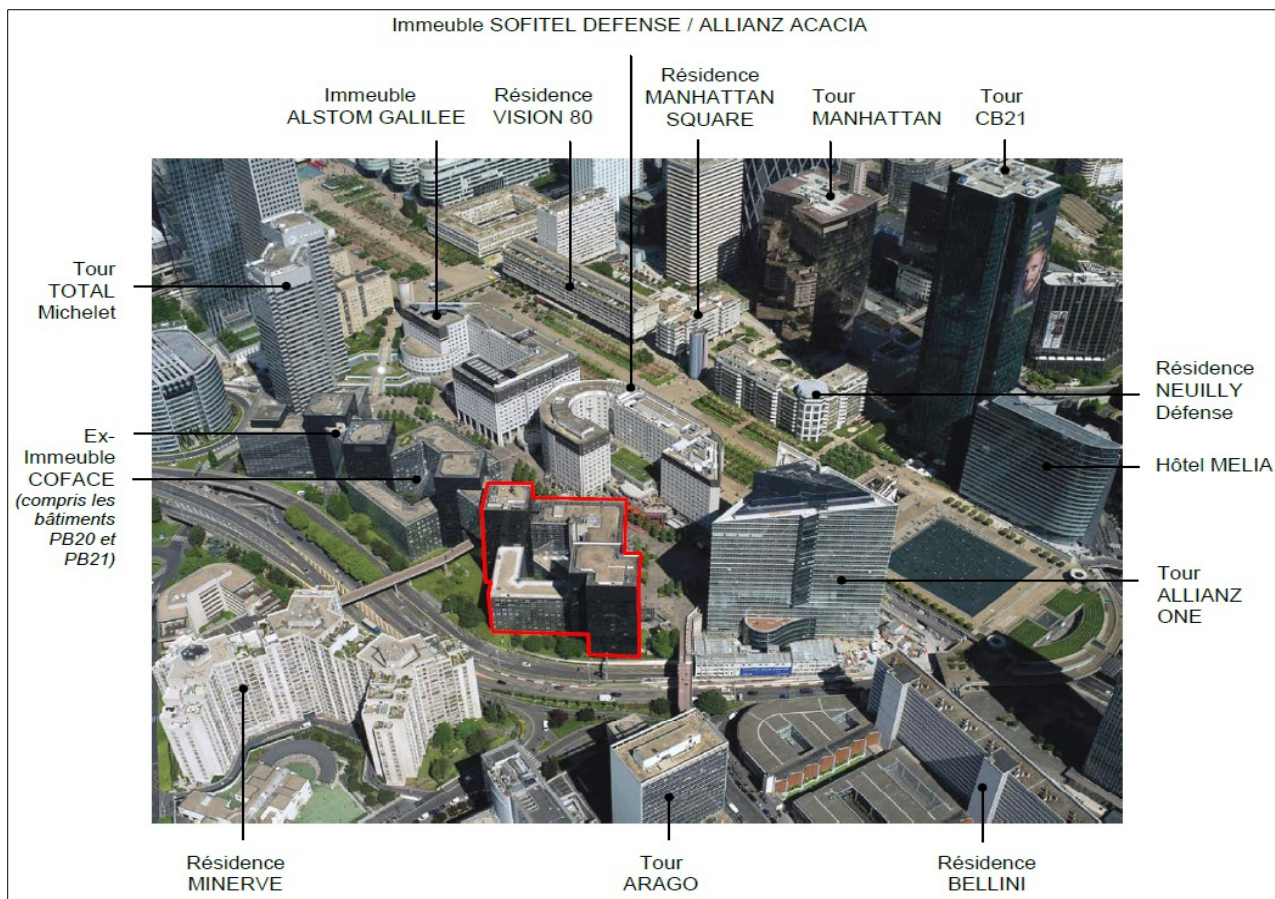 Immeuble SOFITEL DEFENSE / ALLIANZ ACACIA
Immeuble
ALSTOM GALILEE
Résidence
VISION 80
Résidence
MANHATTAN
SQUARE
Tour
MANHATTAN
Tour
CB21
Tour
TOTAL
Michelet
Ex-
Immeuble
COFACE
(compris les
bâtiments
PB20 et
PB21)
Résidence
NEUILLY
Défense
Hôtel MELIA
Tour
ALLIANZ
ONE
Résidence
MINERVE
Tour
ARAGO
Résidence
BELLINI